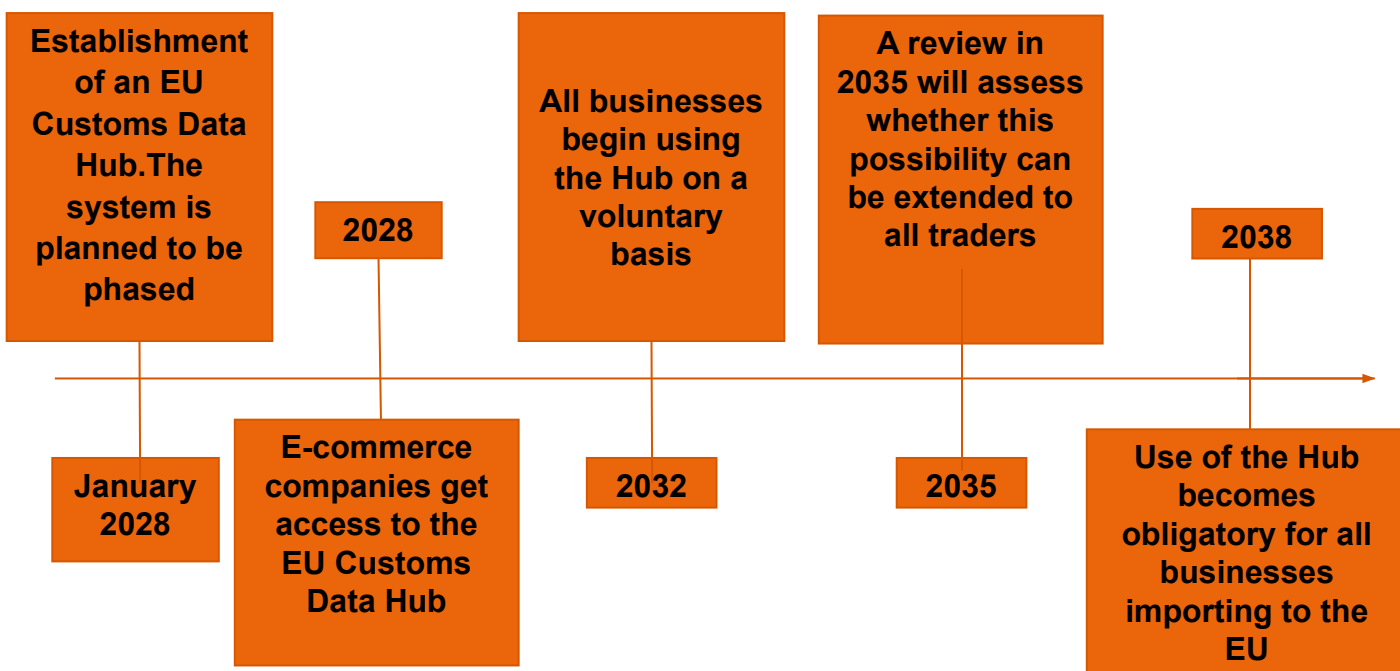 Establishment
of an EU
Customs Data
Hub.The
system is
planned to be
phased
January
2028
2028
E-commerce
companies get
access to the
EU Customs
Data Hub
All businesses
begin using
the Hub on a
voluntary
basis
2032
A review in
2035 will assess
whether this
possibility can
be extended to
all traders
2035
2038
Use of the Hub
becomes
obligatory for all
businesses
importing to the
EU